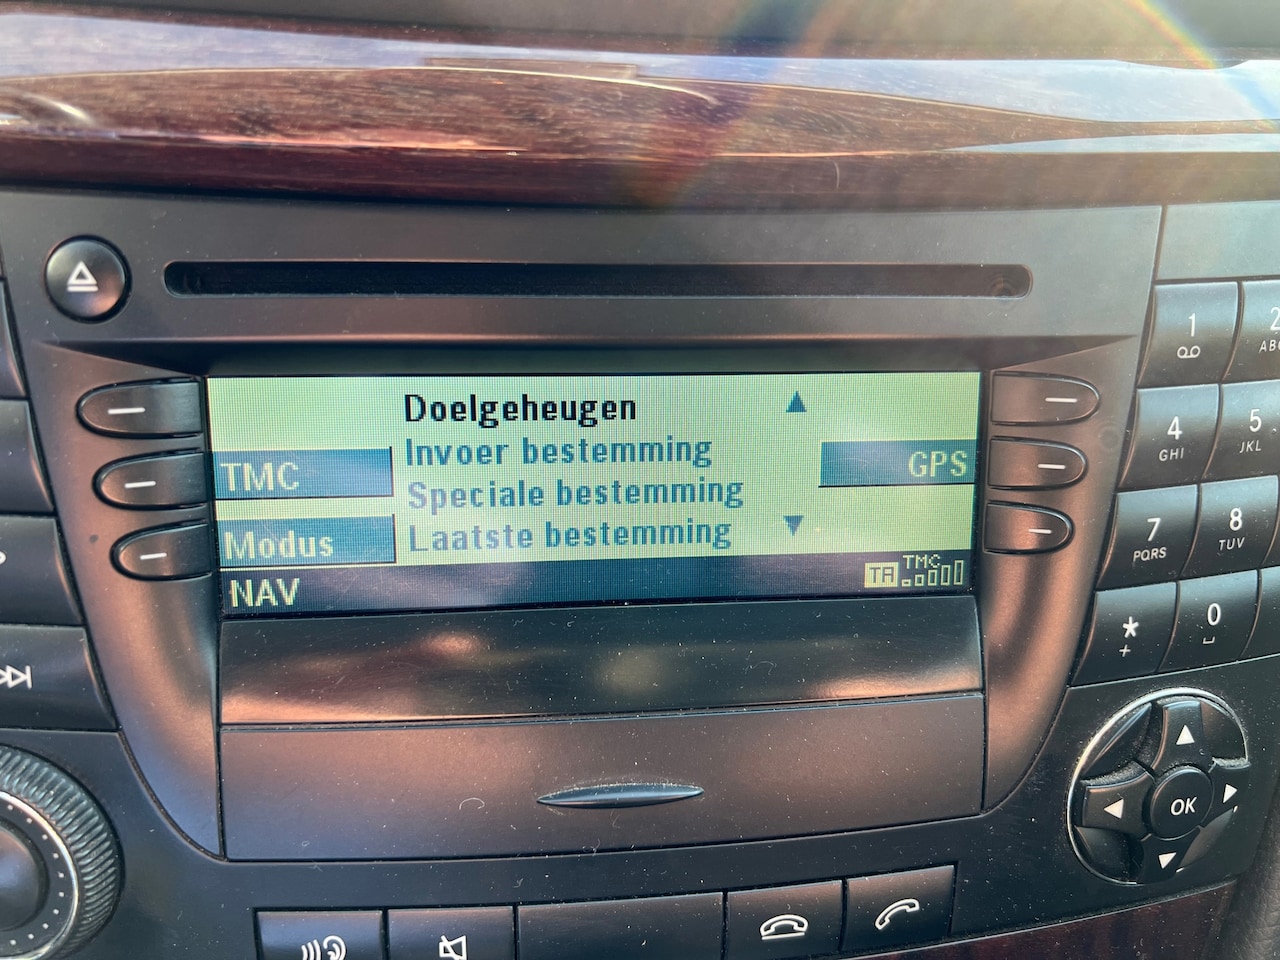 Doelgeheugen
Invoer bestemming
TMC
GPS
Speciale bestemming
Modus
Laatste bestemming
NAV
TA
TMC
1
2
ABC
4
GHI
5
JKL
7
PQRS
8
TUV
*
+
0
OK